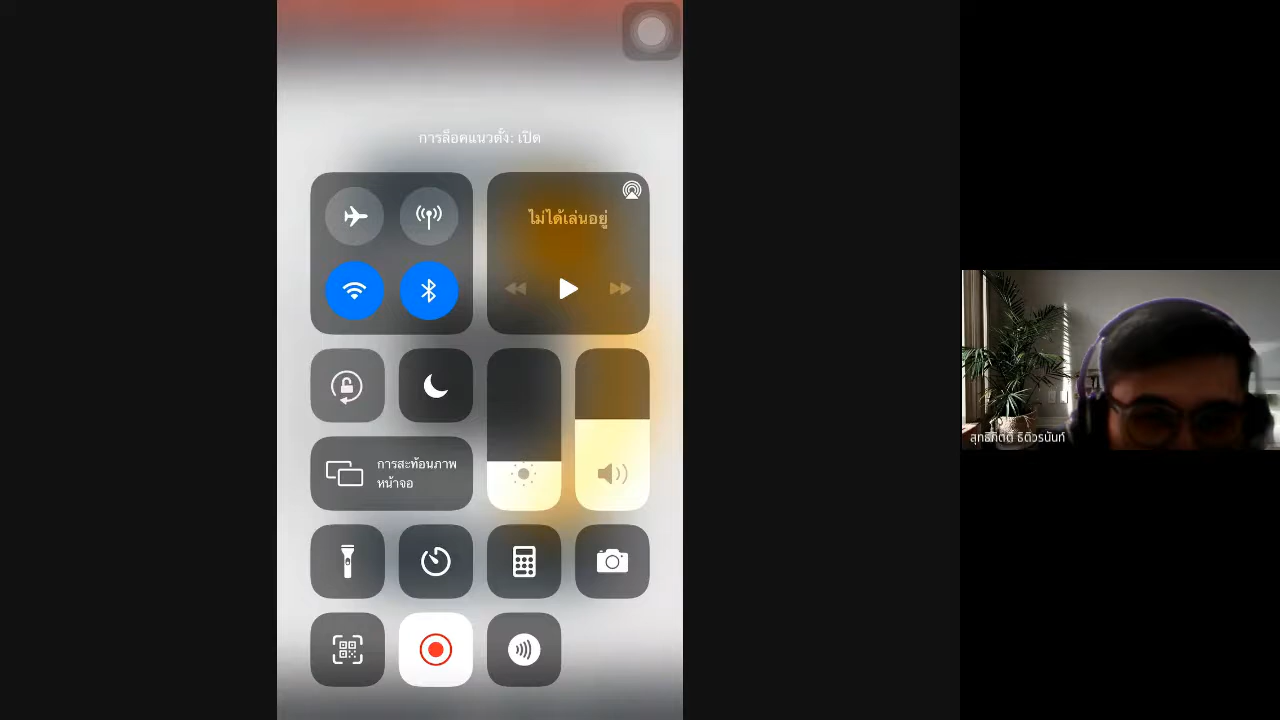 การล็อคแนวตั้ง: เปิด
ไม่ได้เล่นอยู่
การสะท้อนภาพ
หน้าจอ
สุทธิกิตติ์ ธิติวรนันท์